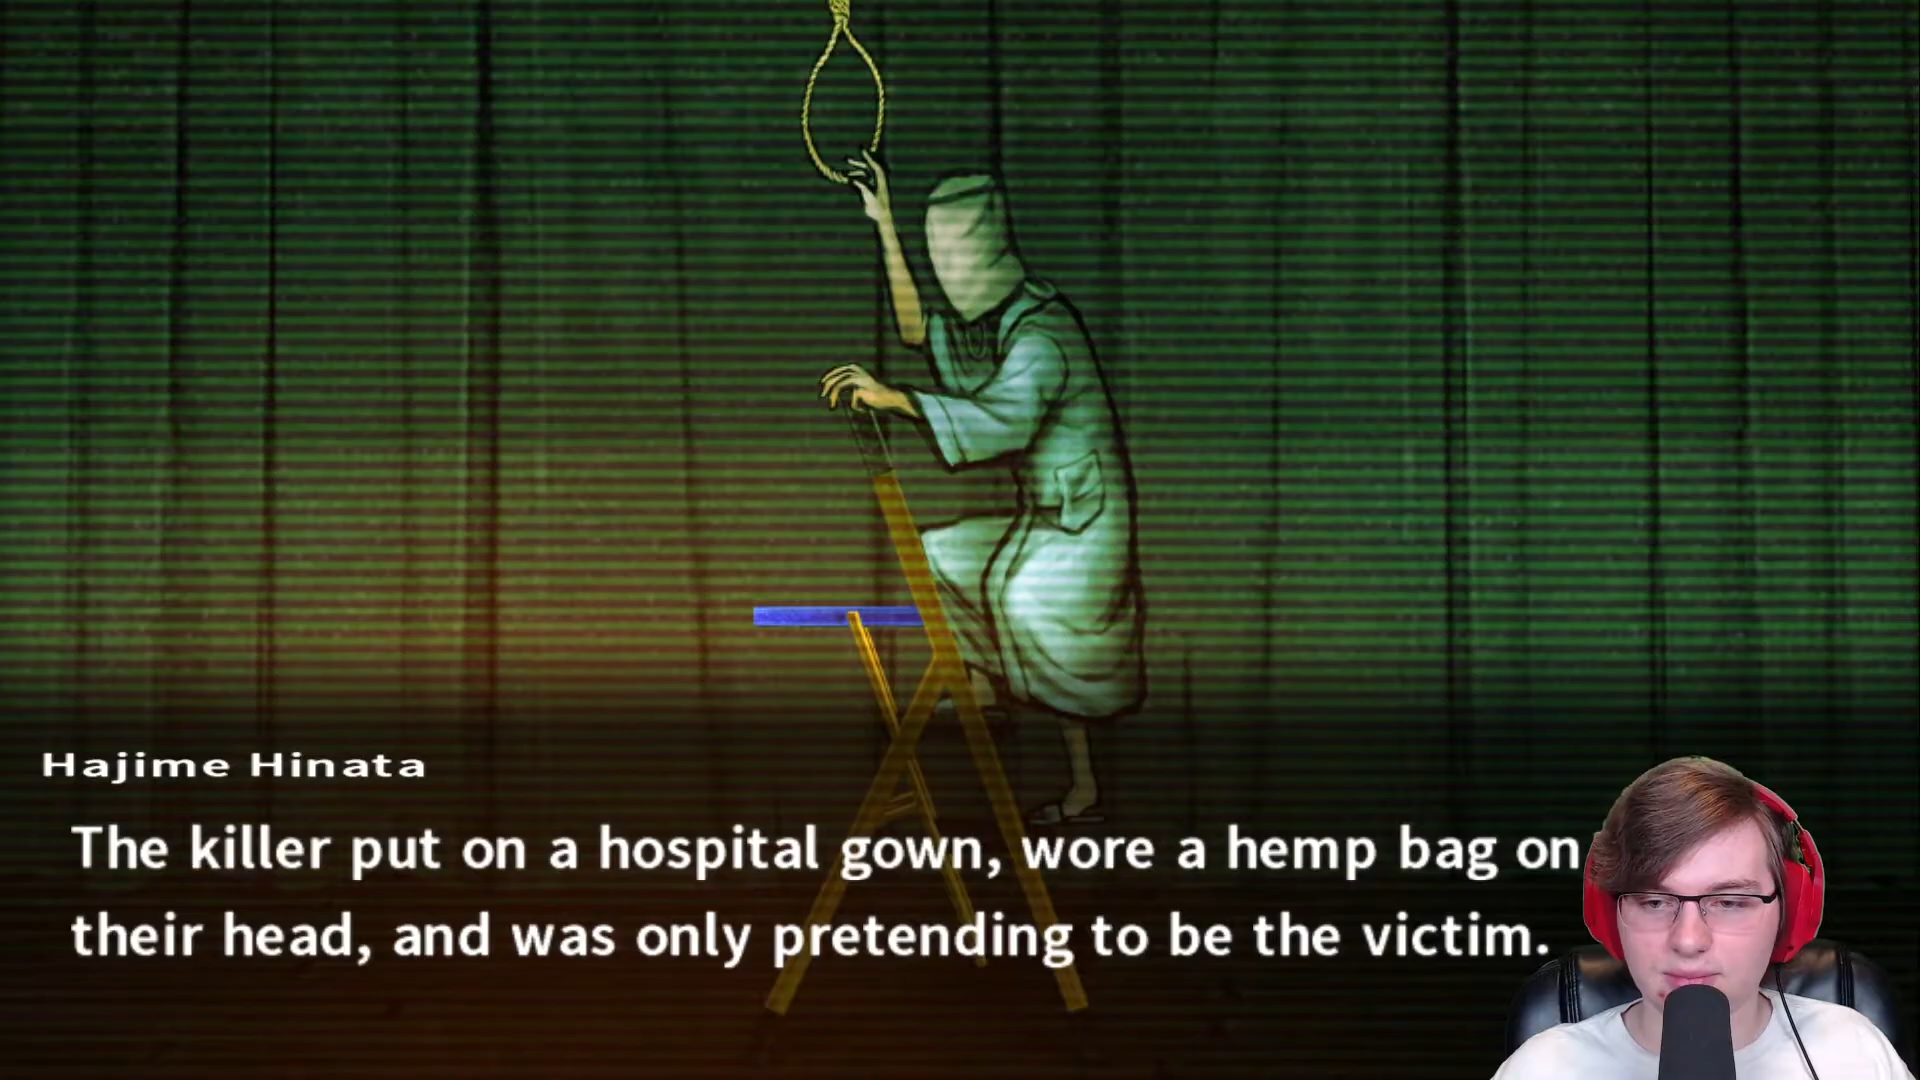 Hajime Hinata
The killer put on a hospital gown, wore a hemp bag on
their head, and was only pretending to be the victim.